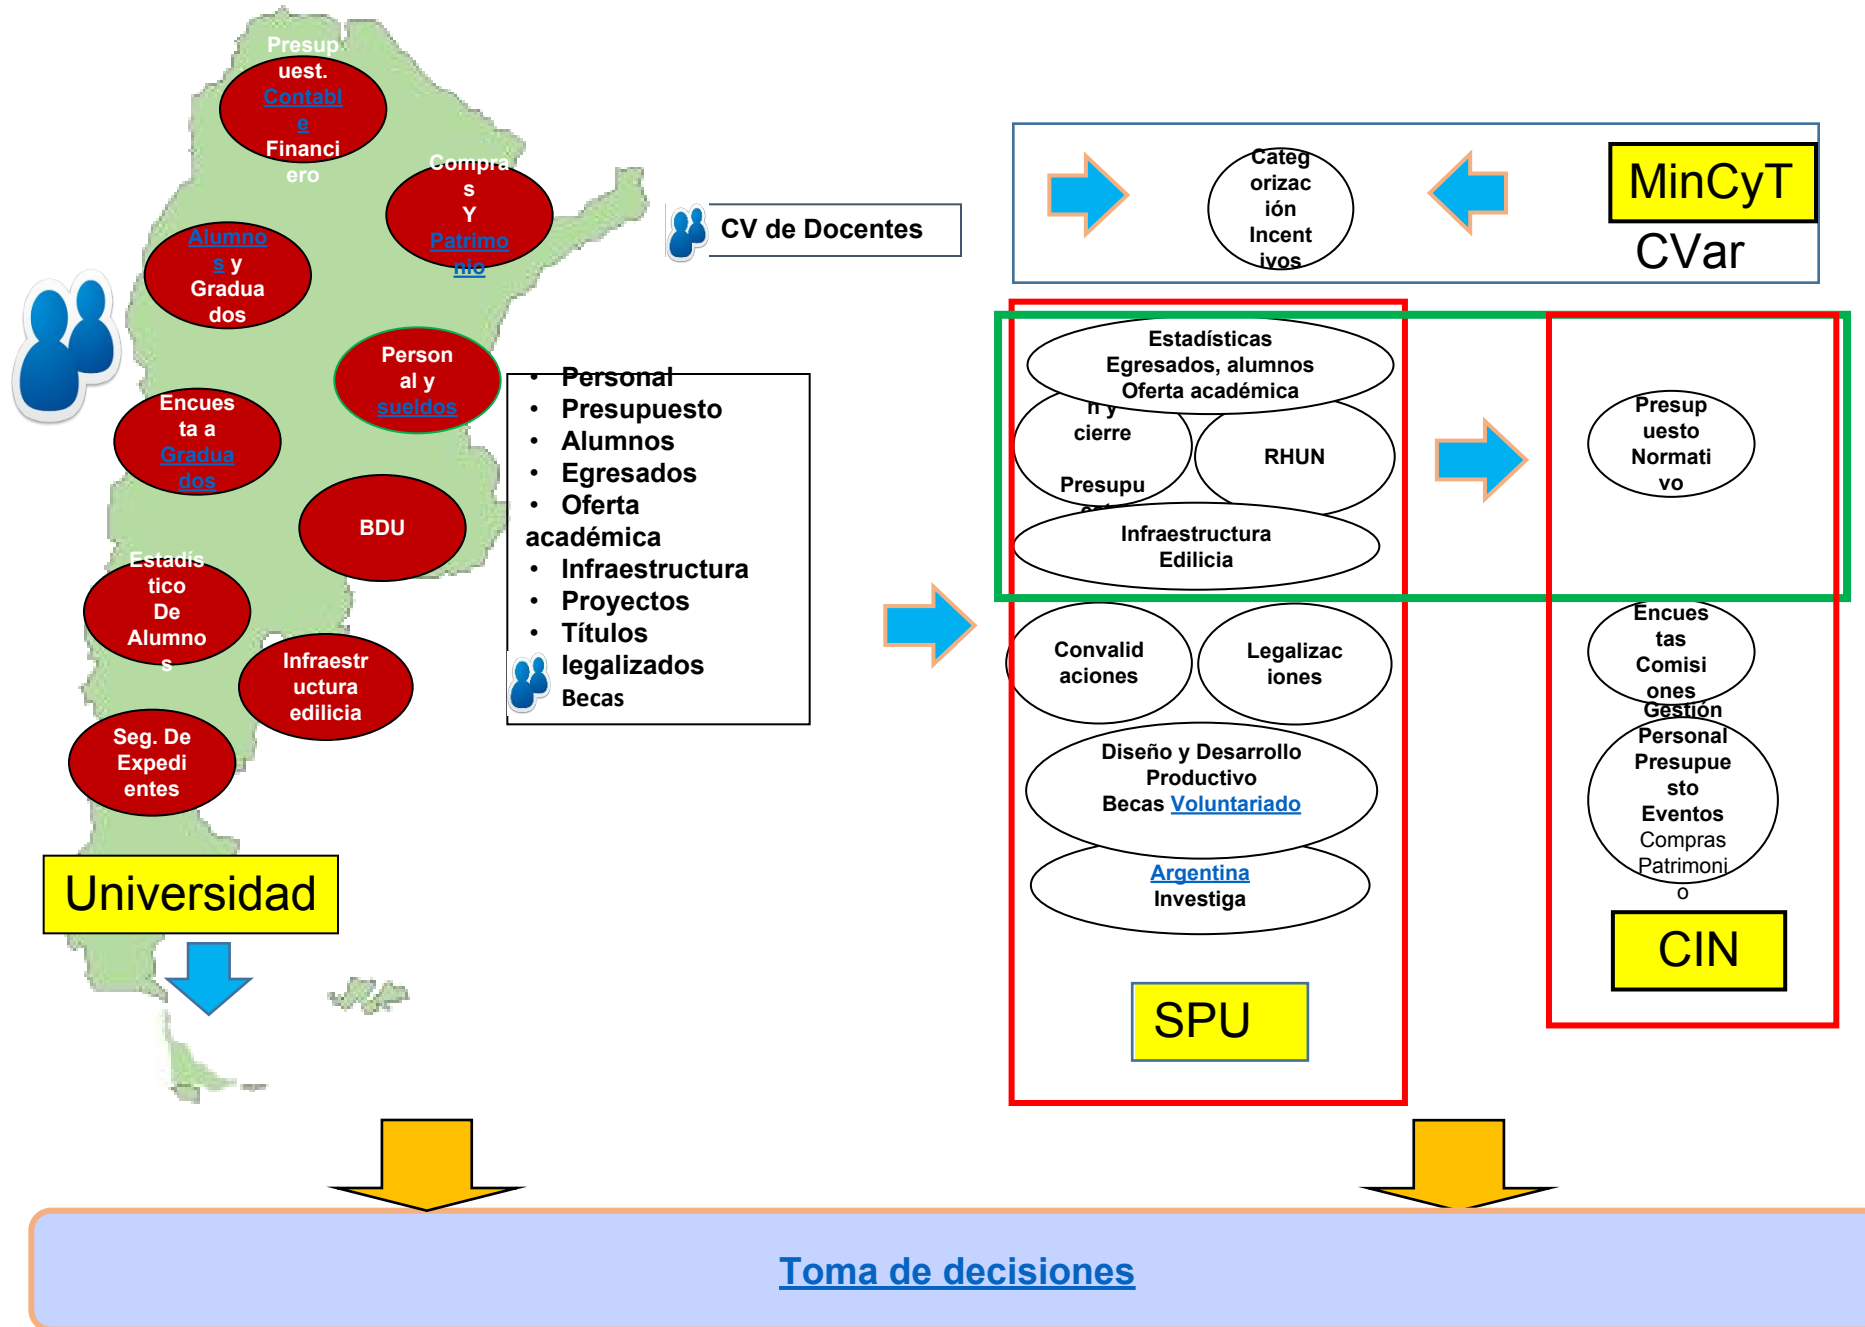 Presup
uest.
Contabl
e
Financi
ero
Compra
s
Y
Patrimo
nio
Alumno
s y
Gradua
dos
Person
al y
sueldos
Encues
ta a
Gradua
dos
BDU
Estadís
tico
De
Alumno
s
Infraestr
uctura
edilicia
Seg. De
Expedi
entes
Universidad
CV de Docentes
• Personal
• Presupuesto
• Alumnos
• Egresados
• Oferta
académica
• Infraestructura
• Proyectos
• Títulos
legalizados
Becas
Categ
orizac
ión
Incent
ivos
MinCyT
CVar
Estadísticas
Egresados, alumnos
Oferta académica
n y
cierre
Presupu
RHUN
Infraestructura
Edilicia
Convalid
aciones
Legalizac
iones
Diseño y Desarrollo
Productivo
Becas Voluntariado
Argentina
Investiga
SPU
Presup
uesto
Normati
vo
Encues
tas
Comisi
ones
Gestión
Personal
Presupue
sto
Eventos
Compras
Patrimoni
o
CIN
Toma de decisiones